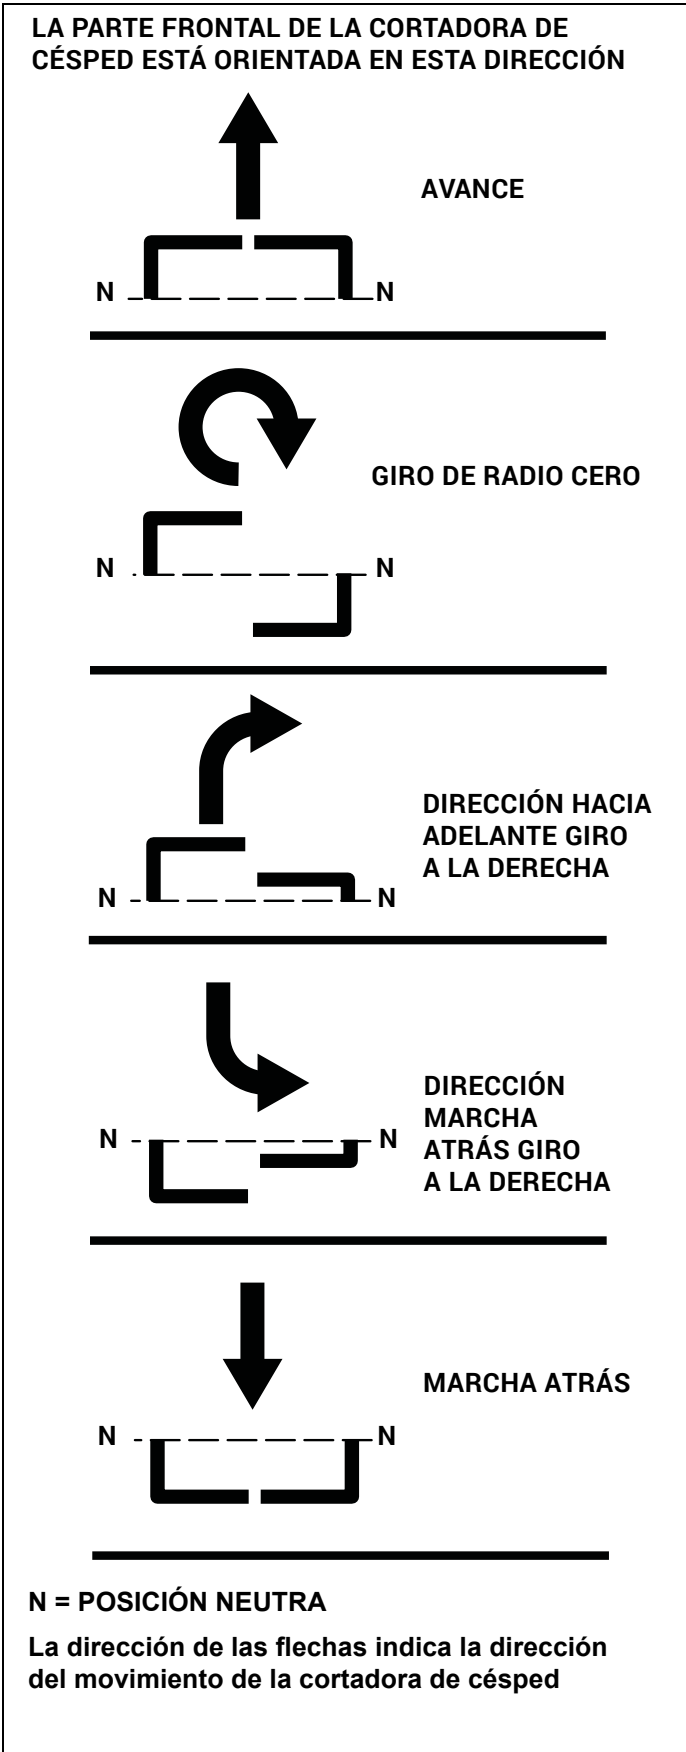 LA PARTE FRONTAL DE LA CORTADORA DE
CÉSPED ESTÁ ORIENTADA EN ESTA DIRECCIÓN
AVANCE
N N
GIRO DE RADIO CERO
N N
DIRECCIÓN HACIA
ADELANTE GIRO
A LA DERECHA
N N
DIRECCIÓN
MARCHA
ATRÁS GIRO
A LA DERECHA
N N
MARCHA ATRÁS
N N
N = POSICIÓN NEUTRA
La dirección de las flechas indica la dirección
del movimiento de la cortadora de césped